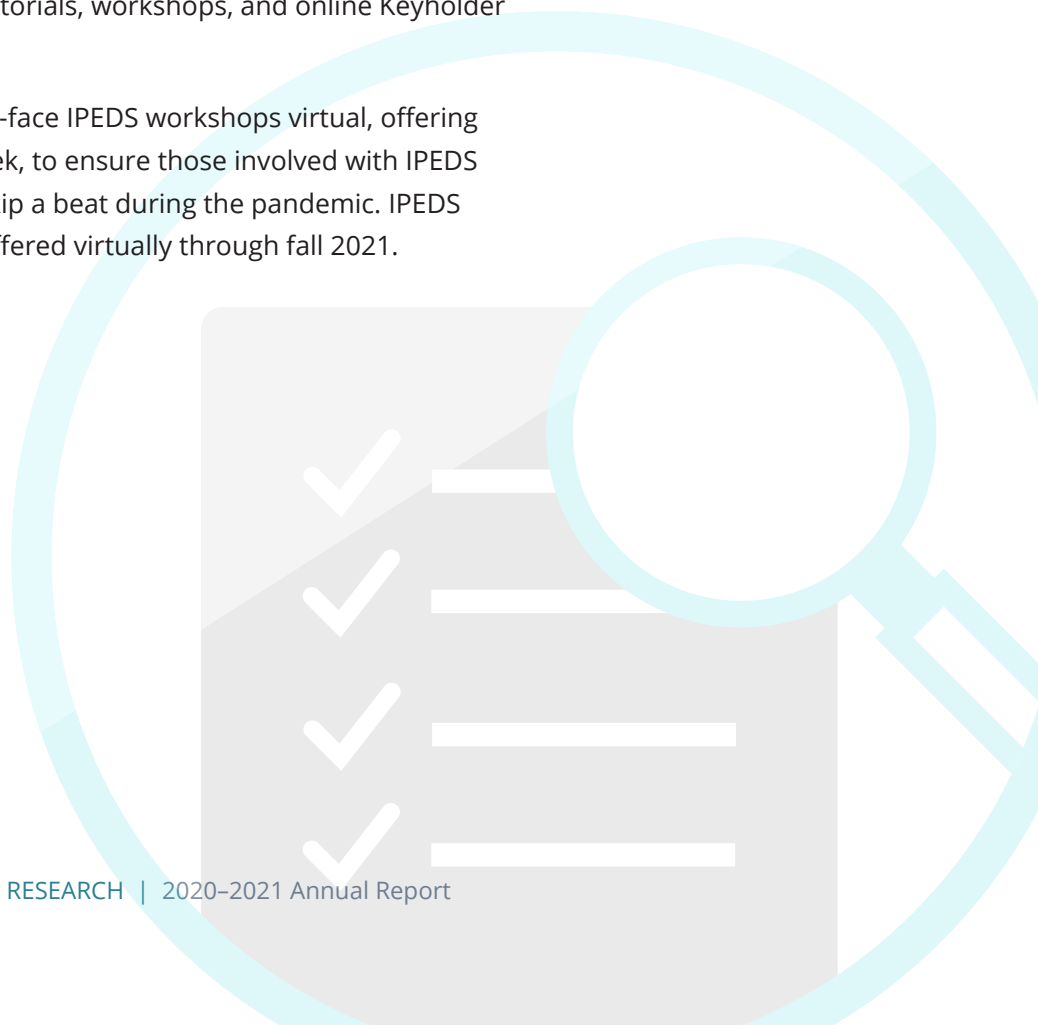 torials, workshops, and online Keyholder
-face IPEDS workshops virtual, offering
ek, to ensure those involved with IPEDS
ip a beat during the pandemic. IPEDS
ffered virtually through fall 2021.
RESEARCH | 2020–2021 Annual Report